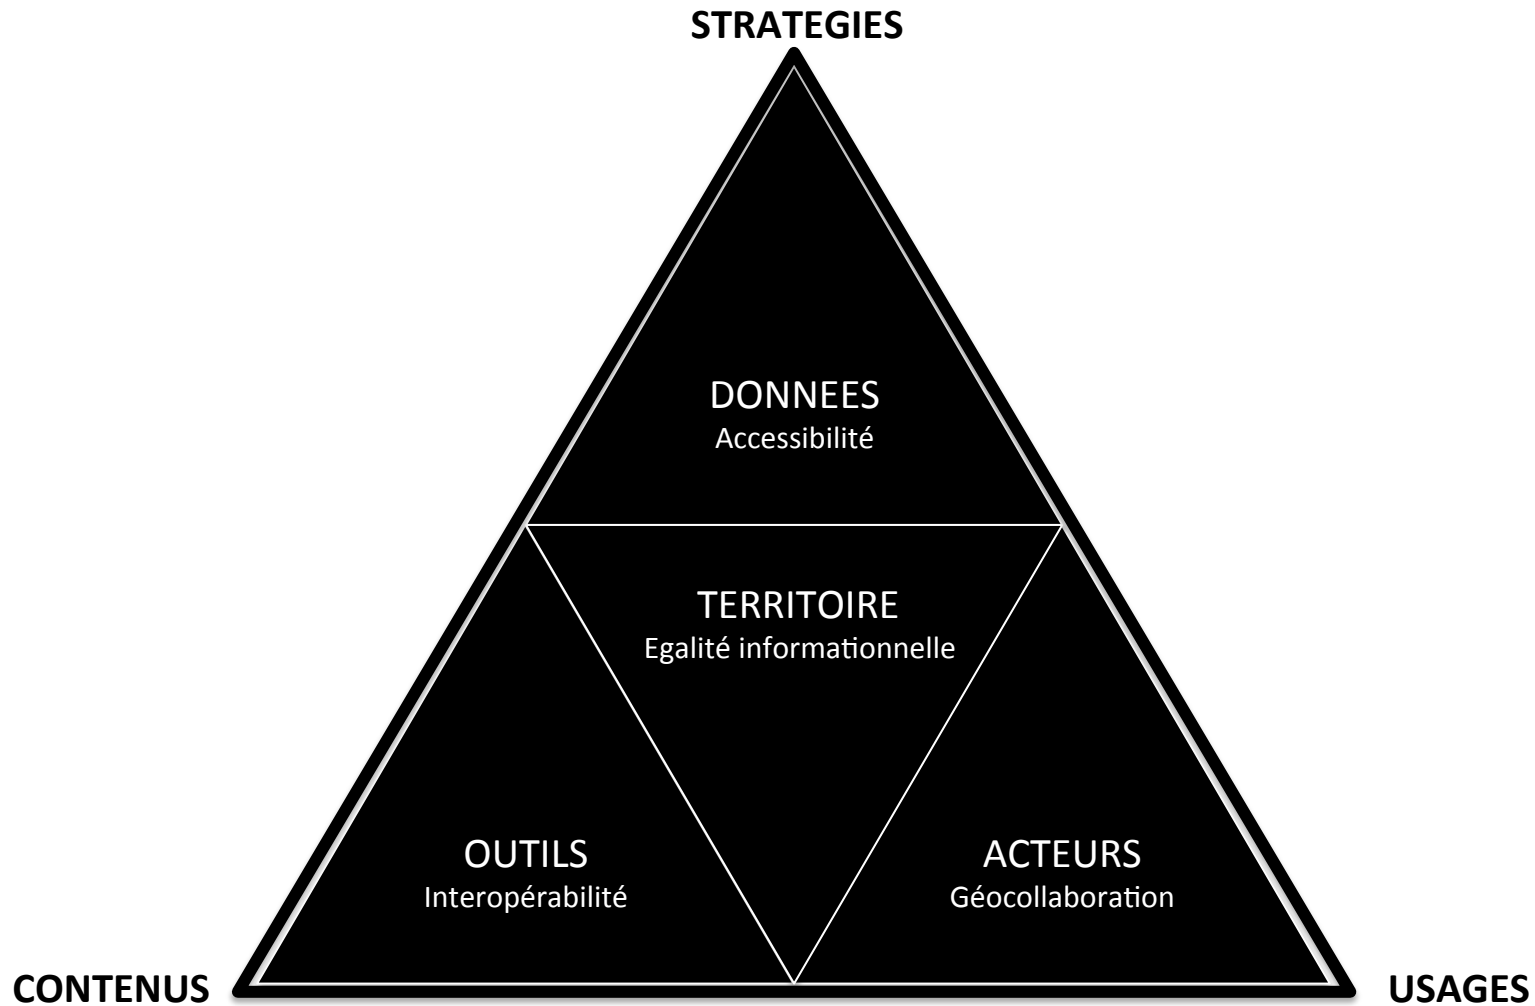 STRATEGIES
DONNEES
Accessibilité
TERRITOIRE
Egalité informationnelle
OUTILS
Interopérabilité
ACTEURS
Géocollaboration
CONTENUS
USAGES